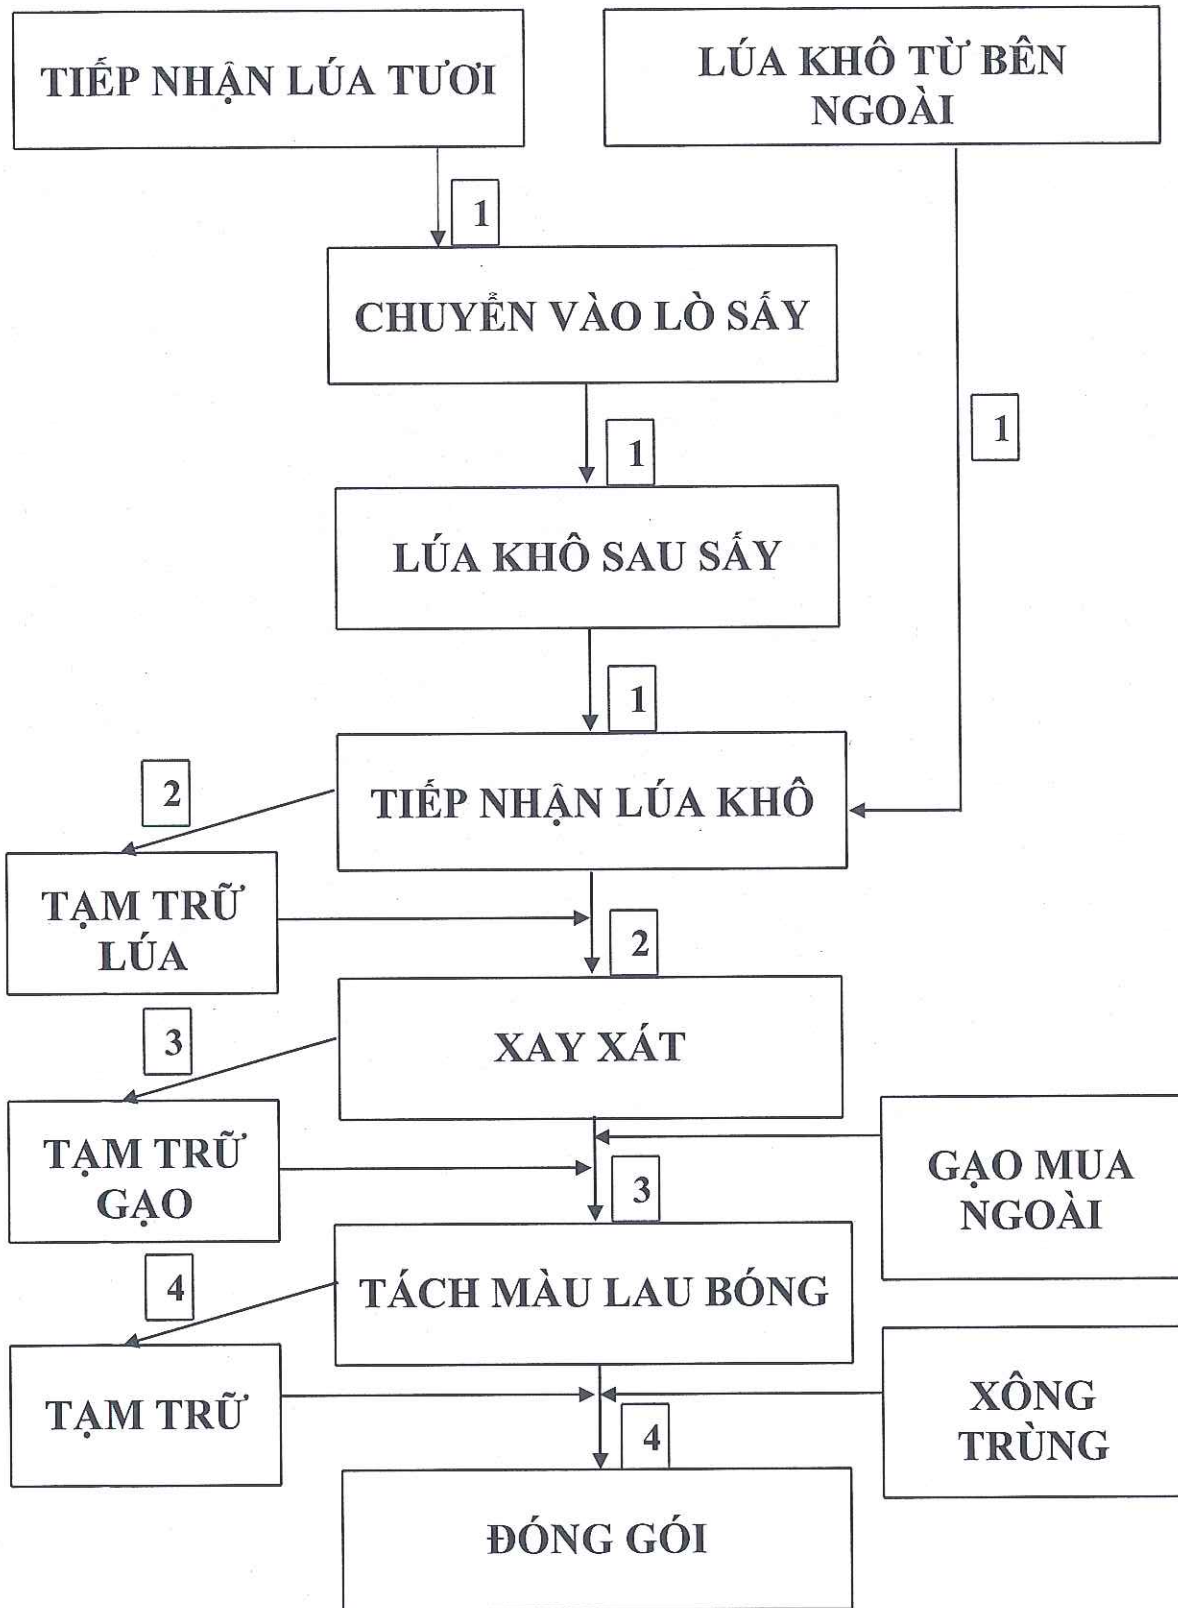 TIẾP NHẬN LÚA TƯƠI
LÚA KHÔ TỪ BÊN
NGOÀI
1
CHUYỂN VÀO LÒ SẤY
1
1
LÚA KHÔ SAU SẤY
1
TIẾP NHẬN LÚA KHÔ
2
TẠM TRỮ
LÚA
2
XAY XÁT
3
TẠM TRỮ
GẠO
3
GẠO MUA
NGOÀI
TÁCH MÀU LAU BÓNG
4
TẠM TRỮ
XÔNG
TRÙNG
4
ĐÓNG GÓI